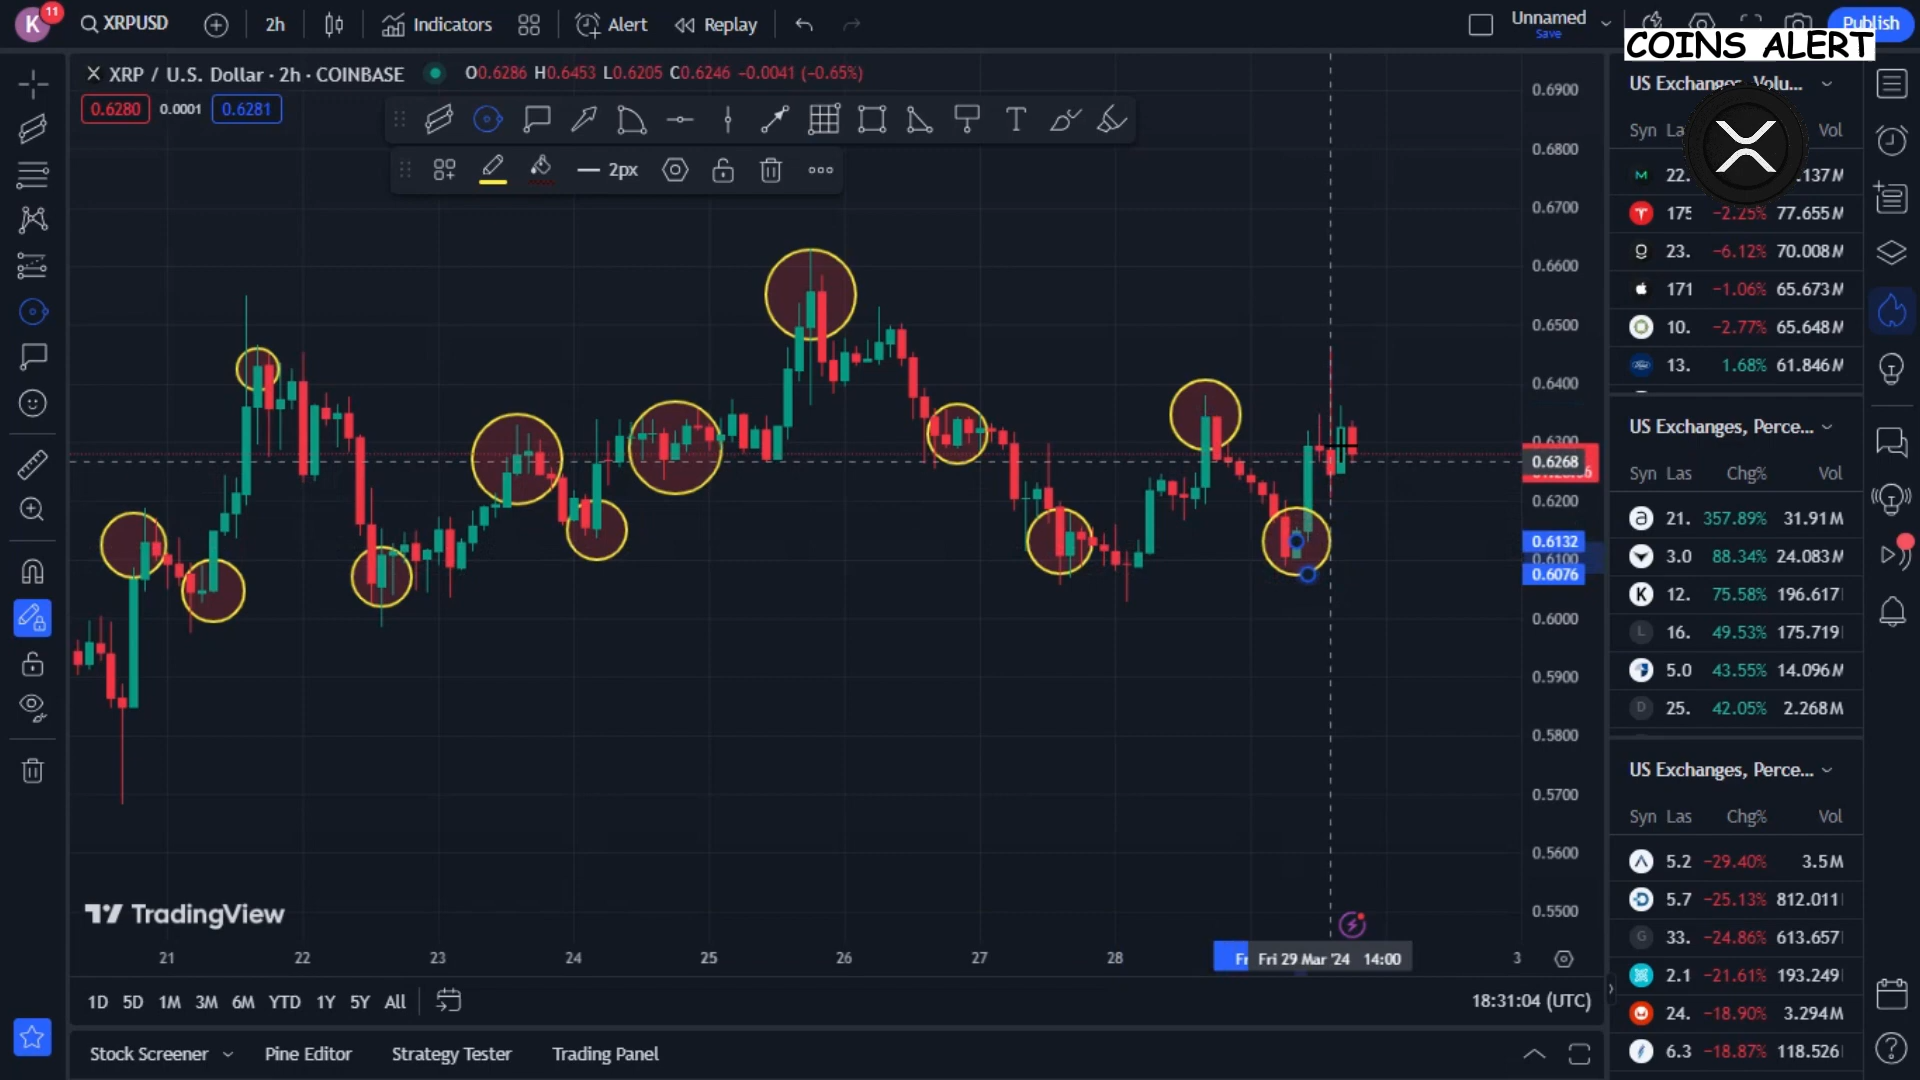 K 11 XRPUSD 2h Indicators Alert Replay Unnamed Save Publish
COINS ALERT
XRP / U.S. Dollar · 2h · COINBASE O0.6286 H0.6453 L0.6205 C0.6246 −0.0041 (−0.65%)
0.6280 0.0001 0.6281
2px
0.6900
0.6800
0.6700
0.6600
0.6500
0.6400
0.6300
0.6268
0.6200
0.6132
0.6100
0.6076
0.6000
0.5900
0.5800
0.5700
0.5600
0.5500
TradingView
21 22 23 24 25 26 27 28 Fr Fri 29 Mar '24 14:00 3
1D 5D 1M 3M 6M YTD 1Y 5Y All 18:31:04 (UTC)
Stock Screener Pine Editor Strategy Tester Trading Panel
US Exchanges, Volu...
Syn La Vol
22. .137M
175 −2.25% 77.655M
23. −6.12% 70.008M
171 −1.06% 65.673M
10. −2.77% 65.648M
13. 1.68% 61.846M
US Exchanges, Perce...
Syn Las Chg% Vol
21. 357.89% 31.91M
3.0 88.34% 24.083M
K 12. 75.58% 196.617
L 16. 49.53% 175.719
5.0 43.55% 14.096M
D 25. 42.05% 2.268M
US Exchanges, Perce...
Syn Las Chg% Vol
5.2 −29.40% 3.5M
5.7 −25.13% 812.011
G 33. −24.86% 613.657
2.1 −21.61% 193.249
24. −18.90% 3.294M
6.3 −18.87% 118.526